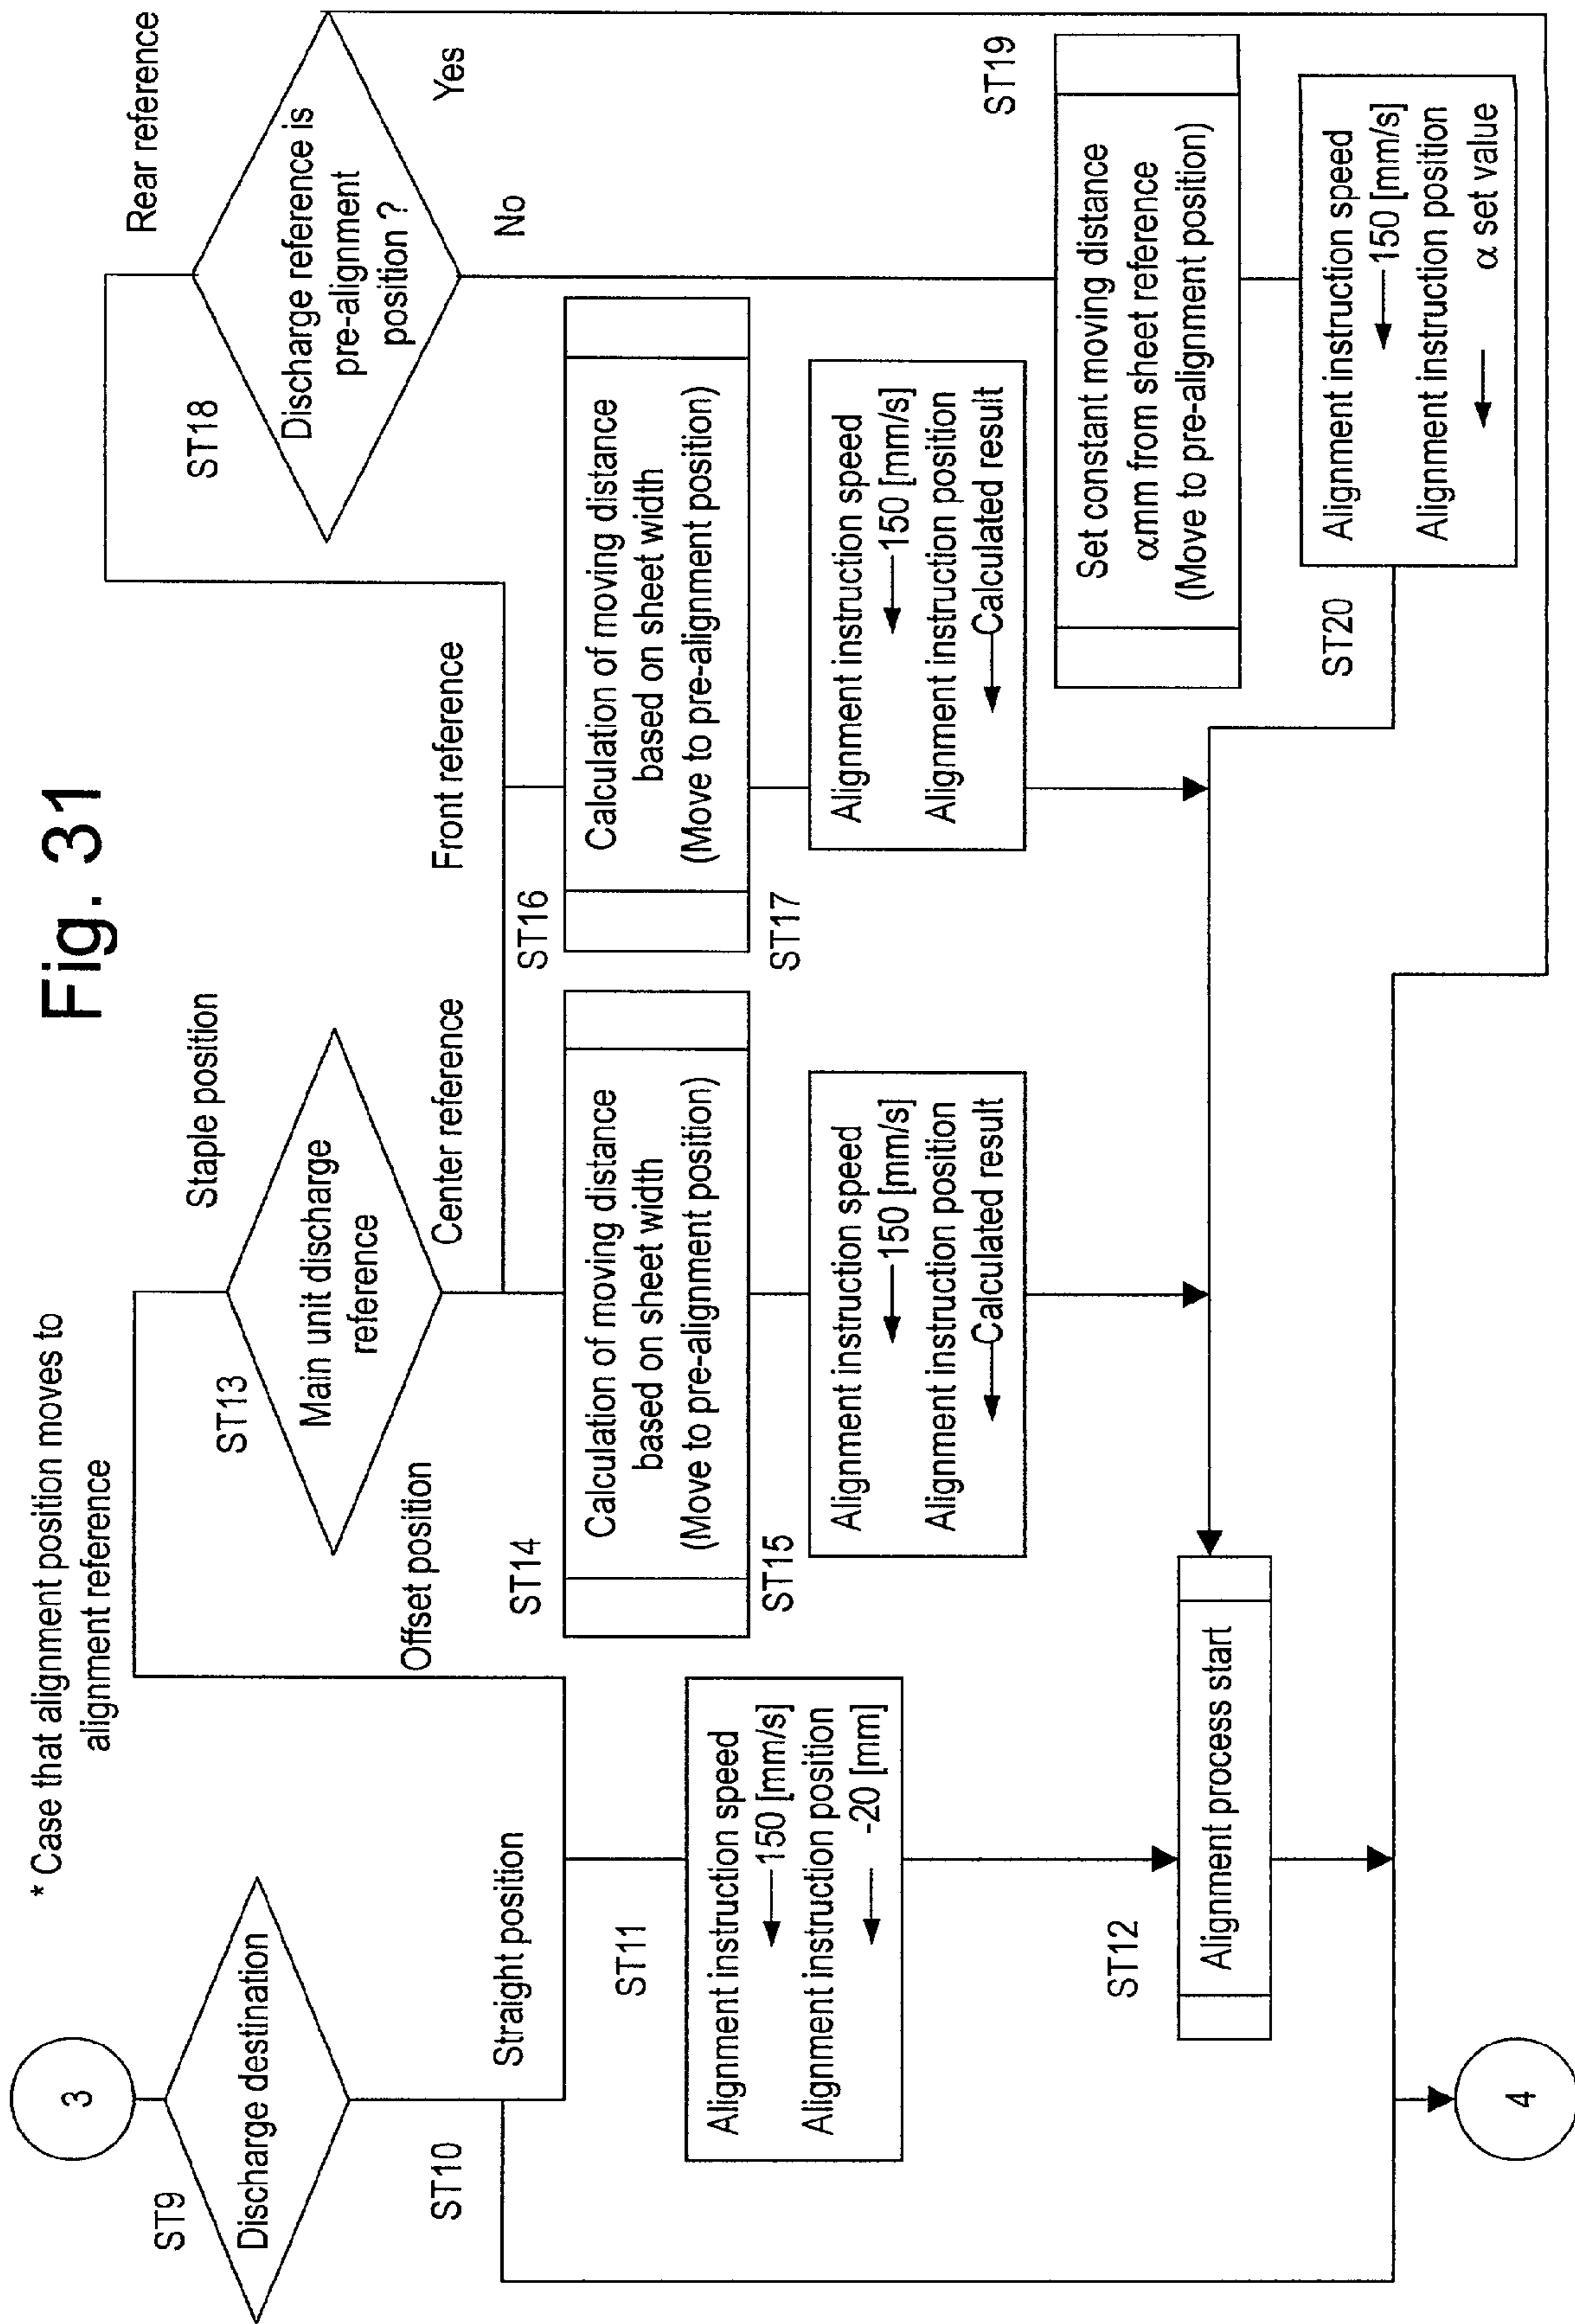 Fig. 31
* Case that alignment position moves to
alignment reference
3
ST9
Discharge destination
ST10
Straight position
Offset position
Staple position
ST11
Alignment instruction speed
←150 [mm/s]
Alignment instruction position
← -20 [mm]
ST12
Alignment process start
ST13
Main unit discharge
reference
Center reference
Front reference
Rear reference
ST14
Calculation of moving distance
based on sheet width
(Move to pre-alignment position)
ST15
Alignment instruction speed
←150 [mm/s]
Alignment instruction position
←Calculated result
ST16
Calculation of moving distance
based on sheet width
(Move to pre-alignment position)
ST17
Alignment instruction speed
←150 [mm/s]
Alignment instruction position
←Calculated result
ST18
Discharge reference is
pre-alignment
position ?
Yes
No
ST19
Set constant moving distance
αmm from sheet reference
(Move to pre-alignment position)
ST20
Alignment instruction speed
←150 [mm/s]
Alignment instruction position
← α set value
4